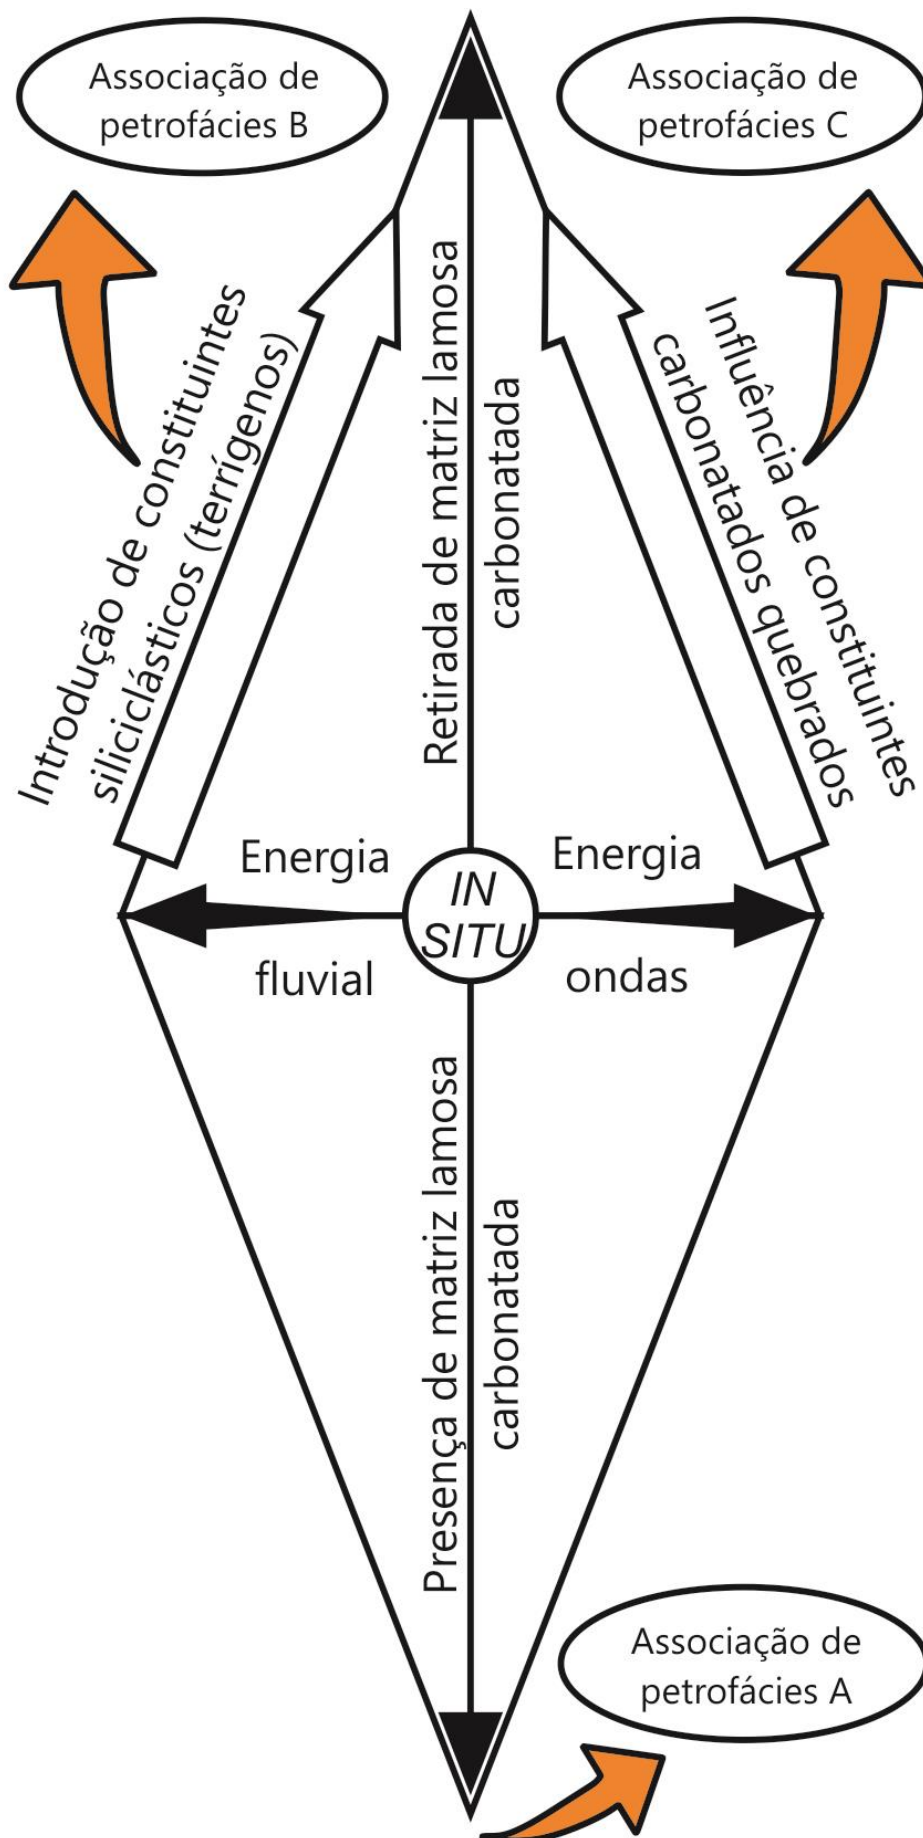 Associação de
petrofácies B
Associação de
petrofácies C
Introdução de constituintes
siliciclásticos (terrígenos)
Retirada de matriz lamosa
carbonatada
Influência de constituintes
carbonatados quebrados
Energia
fluvial
IN
SITU
Energia
ondas
Presença de matriz lamosa
carbonatada
Associação de
petrofácies A